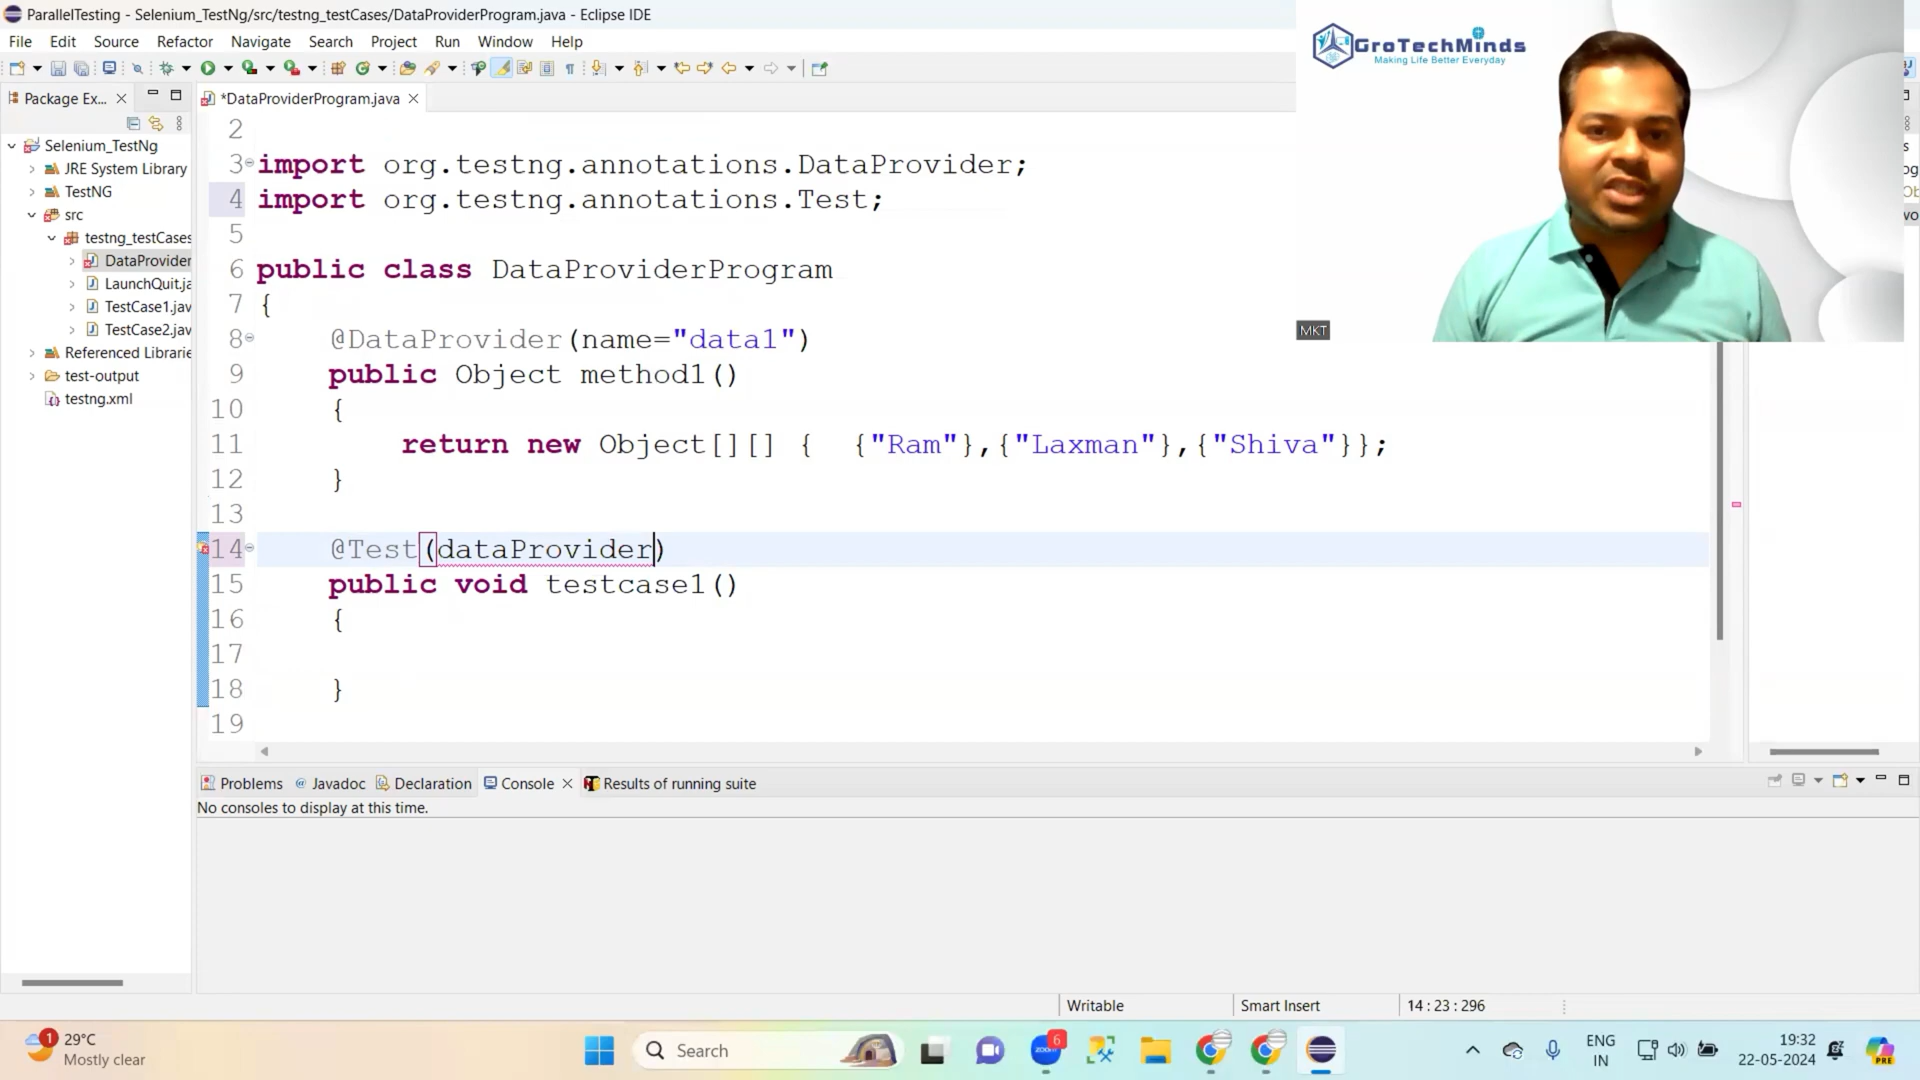 ParallelTesting - Selenium_TestNg/src/testng_testCases/DataProviderProgram.java - Eclipse IDE
File Edit Source Refactor Navigate Search Project Run Window Help
GroTechMinds
Making Life Better Everyday
MKT
Package Ex...
*DataProviderProgram.java
Selenium_TestNg
JRE System Library
TestNG
src
testng_testCases
DataProvider
LaunchQuit.ja
TestCase1.jav
TestCase2.jav
Referenced Librarie
test-output
testng.xml
2
3 import org.testng.annotations.DataProvider;
4 import org.testng.annotations.Test;
5
6 public class DataProviderProgram
7 {
8 @DataProvider(name="data1")
9 public Object method1()
10 {
11 return new Object[][] { {"Ram"},{"Laxman"},{"Shiva"}};
12 }
13
14 @Test(dataProvider)
15 public void testcase1()
16 {
17
18 }
19
Problems @ Javadoc Declaration Console Results of running suite
No consoles to display at this time.
Writable Smart Insert 14 : 23 : 296
1 29°C
Mostly clear
Search
zoom 6
PRE
ENG
IN
19:32
22-05-2024